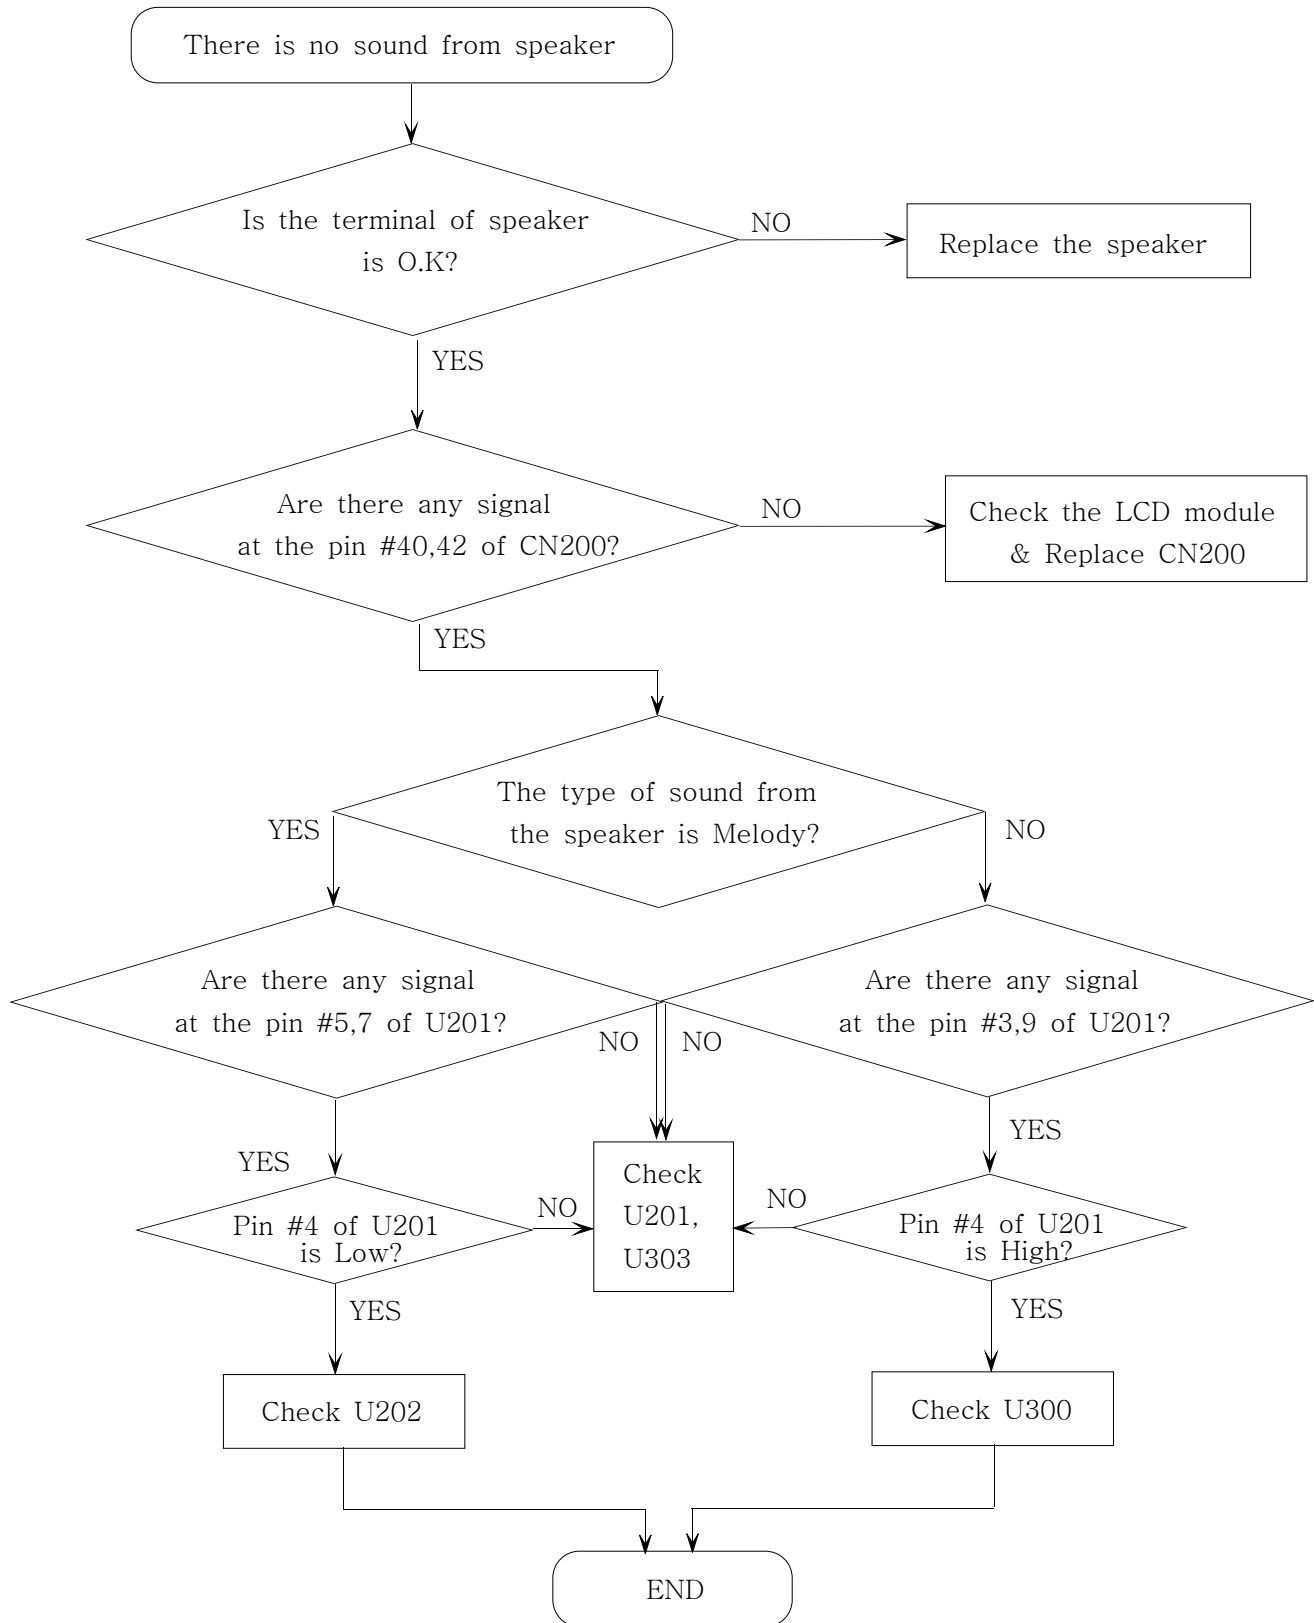 There is no sound from speaker
Is the terminal of speaker
is O.K?
NO
Replace the speaker
YES
Are there any signal
at the pin #40,42 of CN200?
NO
Check the LCD module
& Replace CN200
YES
The type of sound from
the speaker is Melody?
YES
NO
Are there any signal
at the pin #5,7 of U201?
Are there any signal
at the pin #3,9 of U201?
NO
NO
YES
YES
Check
U201,
U303
NO
NO
Pin #4 of U201
is Low?
Pin #4 of U201
is High?
YES
YES
Check U202
Check U300
END